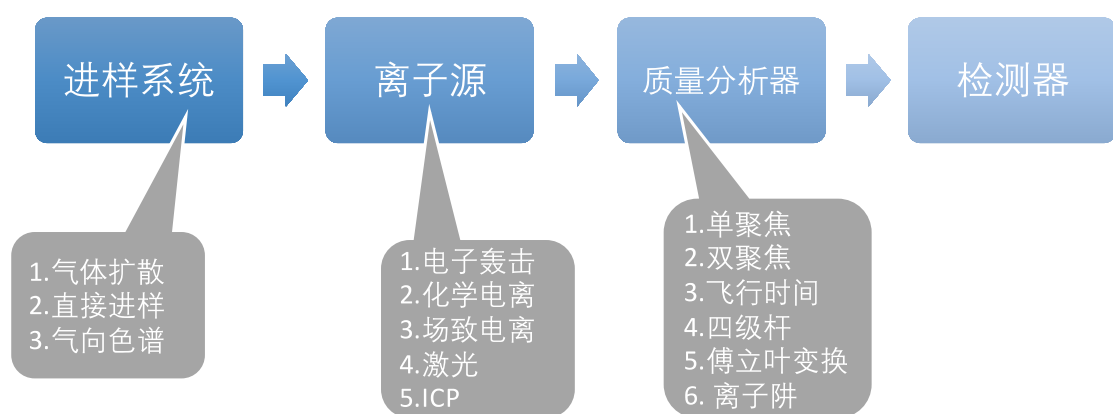 进样系统
离子源
质量分析器
检测器
1.气体扩散
2.直接进样
3.气向色谱
1.电子轰击
2.化学电离
3.场致电离
4.激光
5.ICP
1.单聚焦
2.双聚焦
3.飞行时间
4.四级杆
5.傅立叶变换
6. 离子阱